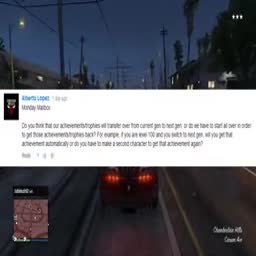 Alberto Lopez 1 day ago
Monday Mailbox
Do you think that our achievements/trophies will transfer over from current gen to next gen, or do we have to start all over in order
to get those achievements/trophies back? For example, if you are level 100 and you switch to next gen, will you get that
achievement automatically or do you have to make a second character to get that achievement again?
Reply
Chamberlain Hills
Carson Ave